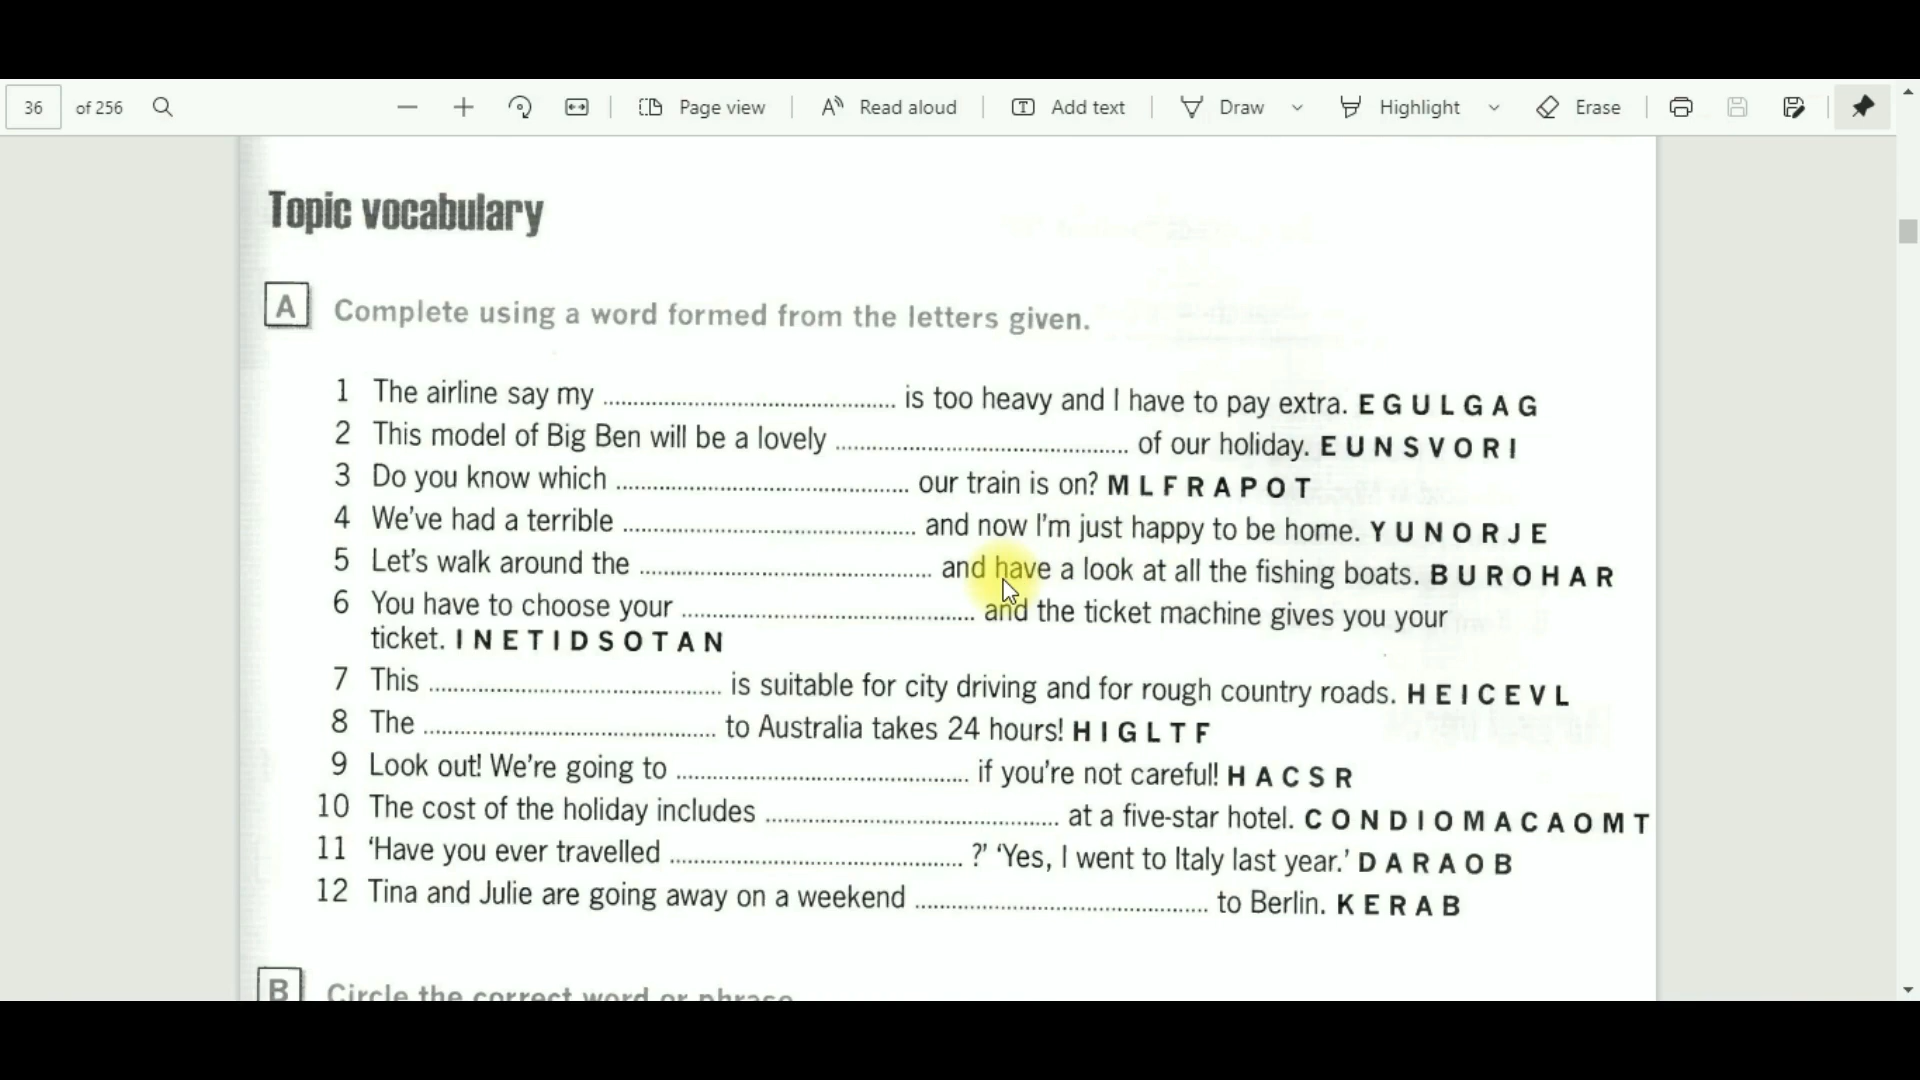 36 of 256 Page view Read aloud Add text Draw Highlight Erase
Topic vocabulary
A Complete using a word formed from the letters given.
1 The airline say my .......................................... is too heavy and I have to pay extra. E G U L G A G
2 This model of Big Ben will be a lovely .......................................... of our holiday. E U N S V O R I
3 Do you know which .......................................... our train is on? M L F R A P O T
4 We've had a terrible .......................................... and now I'm just happy to be home. Y U N O R J E
5 Let's walk around the .......................................... and have a look at all the fishing boats. B U R O H A R
6 You have to choose your .......................................... and the ticket machine gives you your
ticket. I N E T I D S O T A N
7 This .......................................... is suitable for city driving and for rough country roads. H E I C E V L
8 The .......................................... to Australia takes 24 hours! H I G L T F
9 Look out! We're going to .......................................... if you're not careful! H A C S R
10 The cost of the holiday includes .......................................... at a five-star hotel. C O N D I O M A C A O M T
11 'Have you ever travelled .......................................... ?' 'Yes, I went to Italy last year.' D A R A O B
12 Tina and Julie are going away on a weekend .......................................... to Berlin. K E R A B
B Circle the correct word or phrase